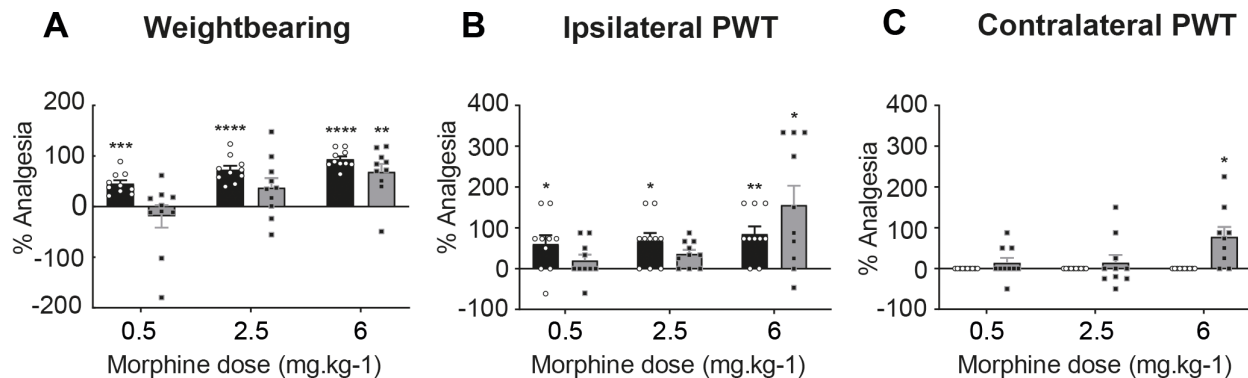 A Weightbearing
% Analgesia
200
100
0
-100
-200
*** **** **** **
0.5 2.5 6
Morphine dose (mg.kg-1)
B Ipsilateral PWT
% Analgesia
400
300
200
100
0
-100
* * ** *
0.5 2.5 6
Morphine dose (mg.kg-1)
C Contralateral PWT
% Analgesia
400
300
200
100
0
-100
*
0.5 2.5 6
Morphine dose (mg.kg-1)